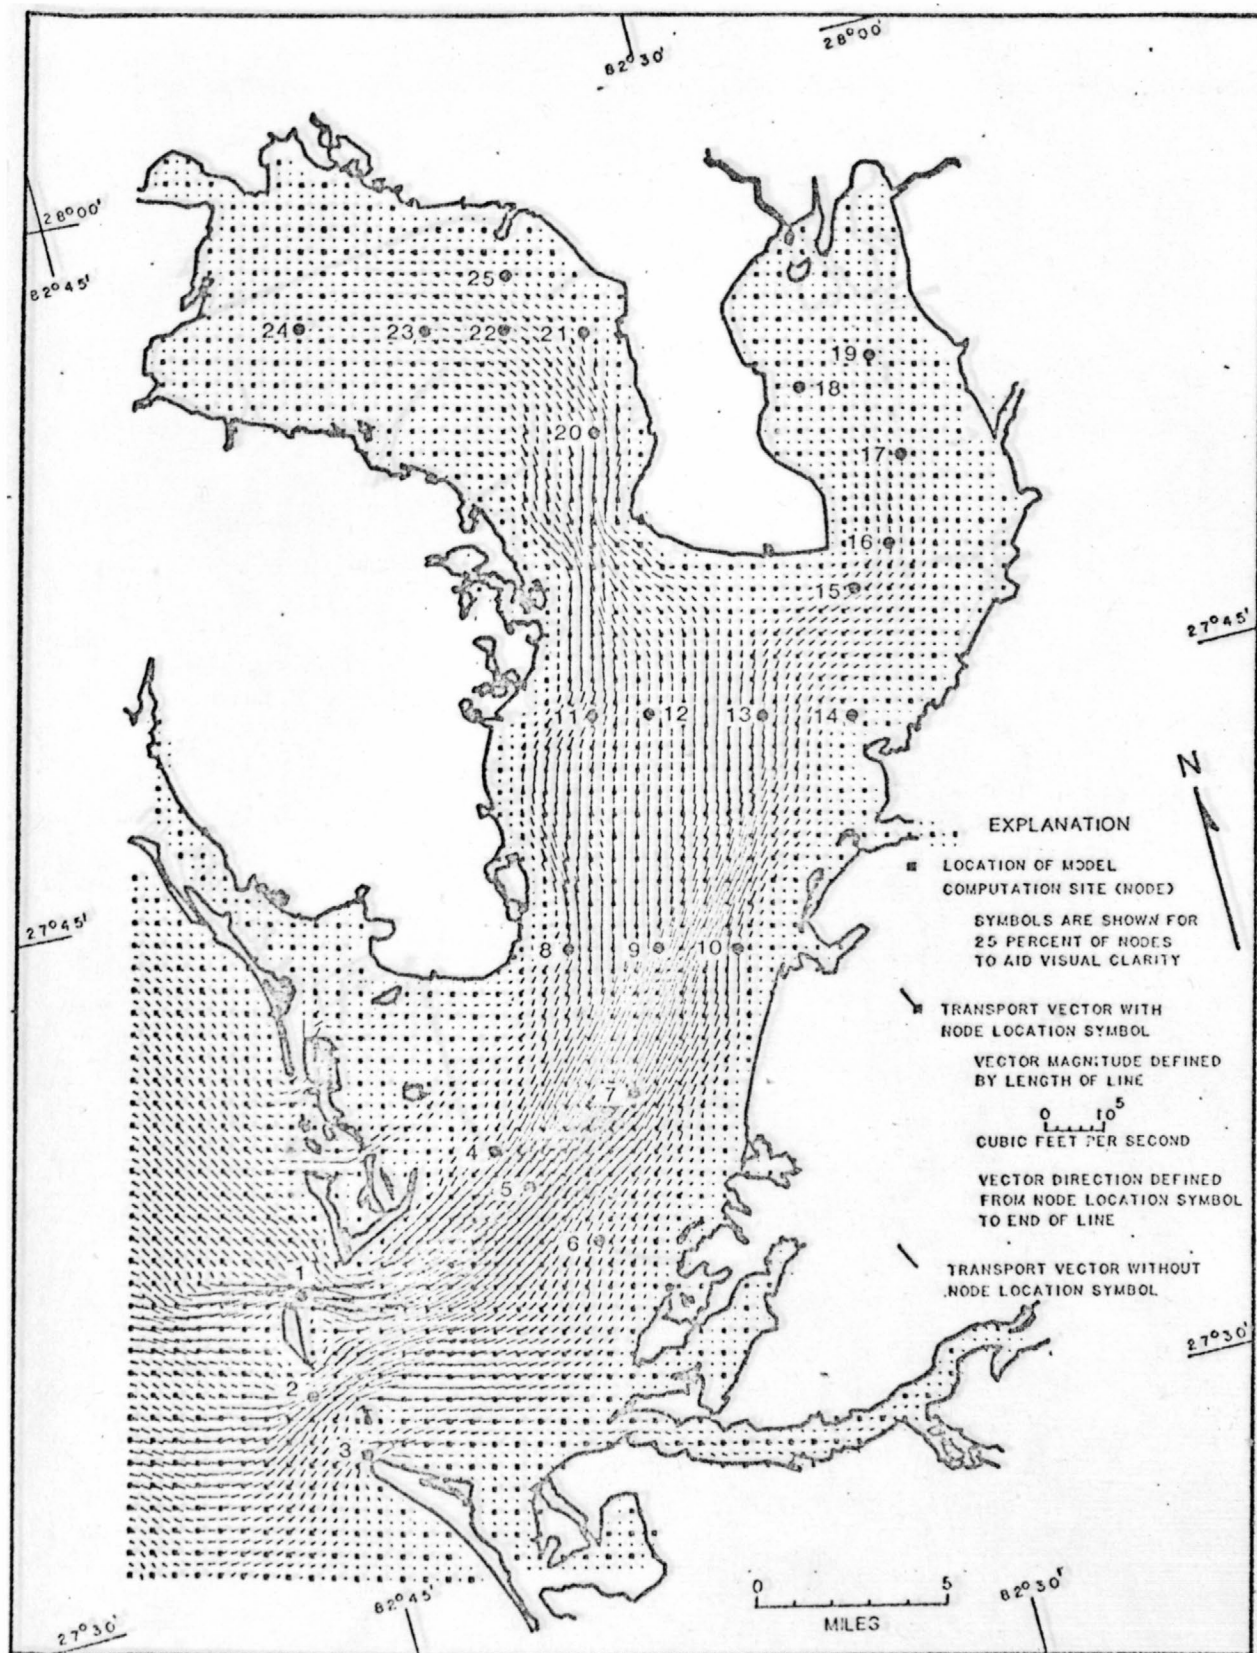 82°30'
28°00'
28°00'
82°45'
25
24
23
22
21
20
19
18
17
16
15
27°45'
11
12
13
14
N
EXPLANATION
LOCATION OF MODEL
COMPUTATION SITE (NODE)
SYMBOLS ARE SHOWN FOR
25 PERCENT OF NODES
TO AID VISUAL CLARITY
27°45'
8
9
10
TRANSPORT VECTOR WITH
NODE LOCATION SYMBOL
VECTOR MAGNITUDE DEFINED
BY LENGTH OF LINE
0 10⁵
CUBIC FEET PER SECOND
7
4
5
6
VECTOR DIRECTION DEFINED
FROM NODE LOCATION SYMBOL
TO END OF LINE
TRANSPORT VECTOR WITHOUT
NODE LOCATION SYMBOL
1
27°30'
2
3
0 5
MILES
27°30'
82°45'
82°30'